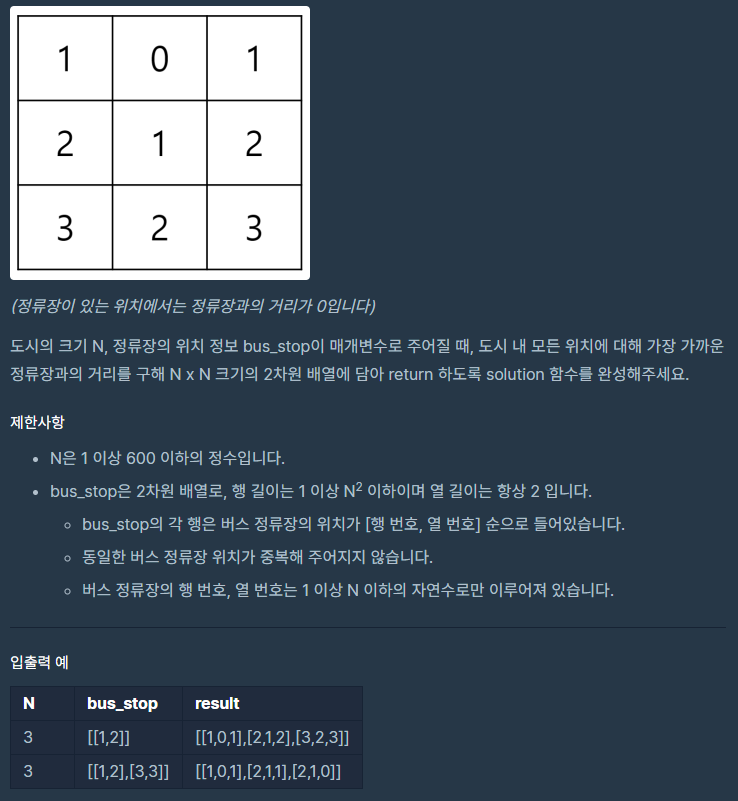 1 0 1
2 1 2
3 2 3
(정류장이 있는 위치에서는 정류장과의 거리가 0입니다)
도시의 크기 N, 정류장의 위치 정보 bus_stop이 매개변수로 주어질 때, 도시 내 모든 위치에 대해 가장 가까운
정류장과의 거리를 구해 N x N 크기의 2차원 배열에 담아 return 하도록 solution 함수를 완성해주세요.
제한사항
• N은 1 이상 600 이하의 정수입니다.
• bus_stop은 2차원 배열로, 행 길이는 1 이상 N² 이하이며 열 길이는 항상 2 입니다.
◦ bus_stop의 각 행은 버스 정류장의 위치가 [행 번호, 열 번호] 순으로 들어있습니다.
◦ 동일한 버스 정류장 위치가 중복해 주어지지 않습니다.
◦ 버스 정류장의 행 번호, 열 번호는 1 이상 N 이하의 자연수로만 이루어져 있습니다.
입출력 예
N bus_stop result
3 [[1,2]] [[1,0,1],[2,1,2],[3,2,3]]
3 [[1,2],[3,3]] [[1,0,1],[2,1,1],[2,1,0]]